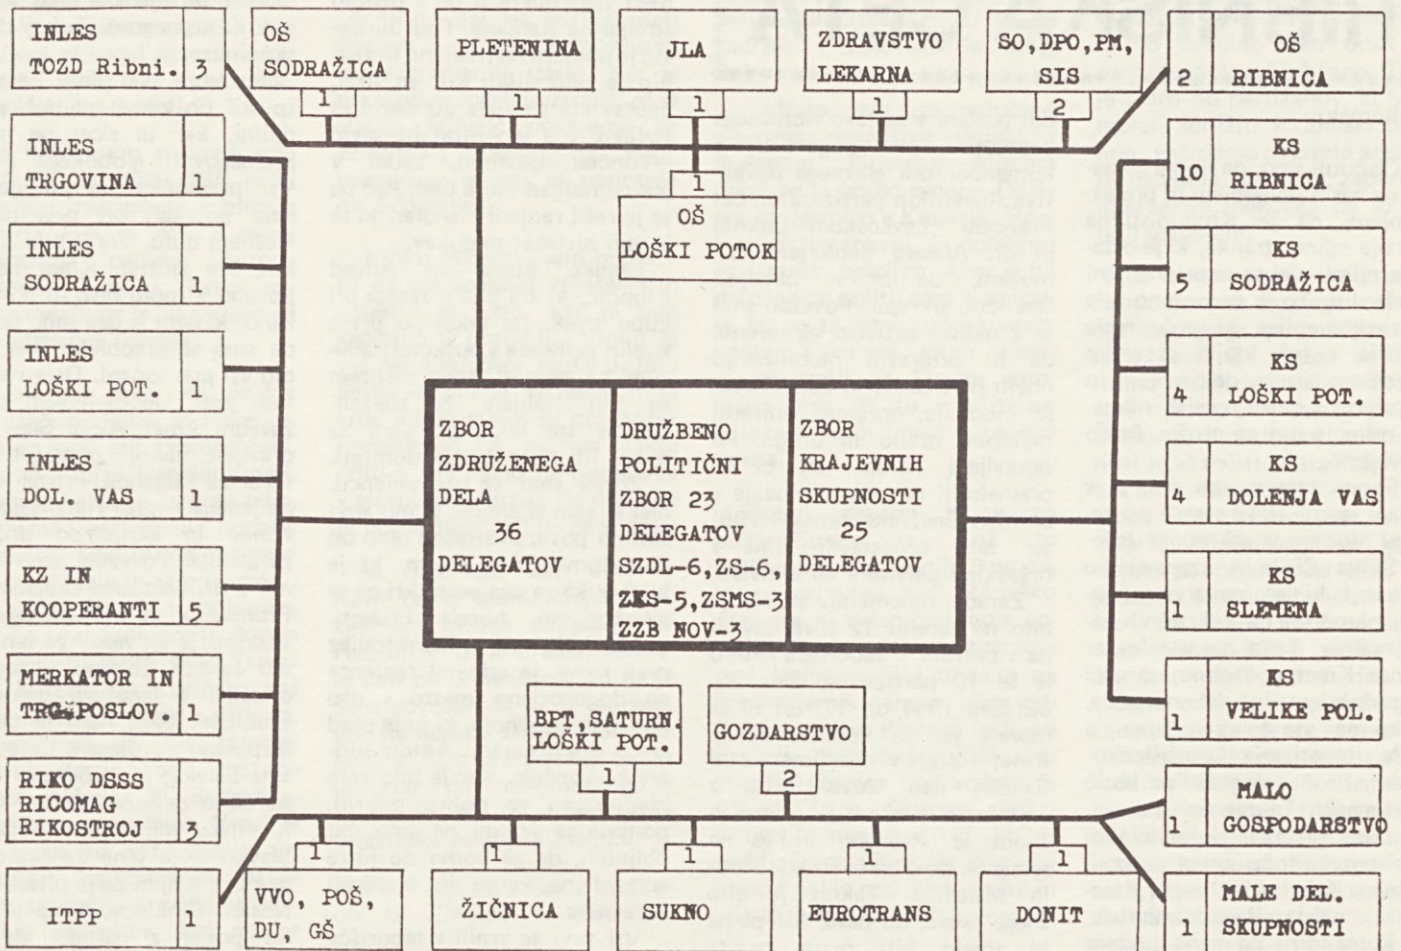 INLES
TOZD Ribni. 3
OŠ
SODRAŽICA
1
PLETENINA
1
JLA
1
ZDRAVSTVO
LEKARNA
1
SO,DPO,PM,
SIS
2
OŠ
2 RIBNICA
INLES
TRGOVINA 1
INLES
SODRAŽICA 1
INLES
LOŠKI POT. 1
INLES
DOL. VAS 1
KZ IN
KOOPERANTI 5
MERKATOR IN
TRG.POSLOV. 1
RIKO DSSS
RICOMAG
RIKOSTROJ 3
ITPP 1
1
OŠ
LOŠKI POTOK
KS
10 RIBNICA
KS
5 SODRAŽICA
KS
4 LOŠKI POT.
KS
4 DOLENJA VAS
KS
1 SLEMENA
KS
1 VELIKE POL.
MALO
1 GOSPODARSTVO
MALE DEL.
1 SKUPNOSTI
ZBOR
ZDRUŽENEGA
DELA
36
DELEGATOV
DRUŽBENO
POLITIČNI
ZBOR 23
DELEGATOV
SZDL-6,ZS-6,
ZKS-5,ZSMS-3
ZZB NOV-3
ZBOR
KRAJEVNIH
SKUPNOSTI
25
DELEGATOV
BPT,SATURN.
LOŠKI POT.
1
GOZDARSTVO
2
1
VVO, POŠ,
DU, GŠ
1
ŽIČNICA
1
SUKNO
1
EUROTRANS
1
DONIT